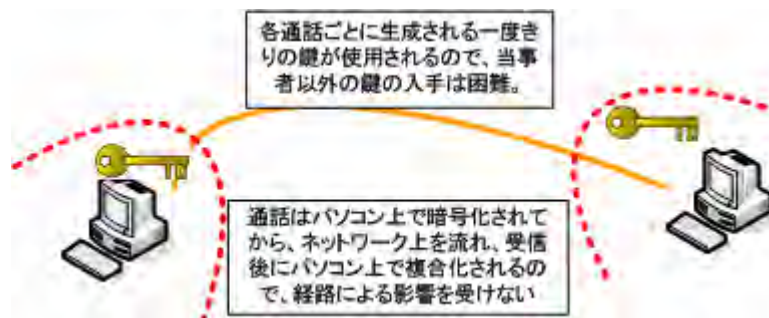 各通話ごとに生成される一度き
りの鍵が使用されるので、当事
者以外の鍵の入手は困難。
通話はパソコン上で暗号化されて
から、ネットワーク上を流れ、受信
後にパソコン上で複合化されるの
で、経路による影響を受けない